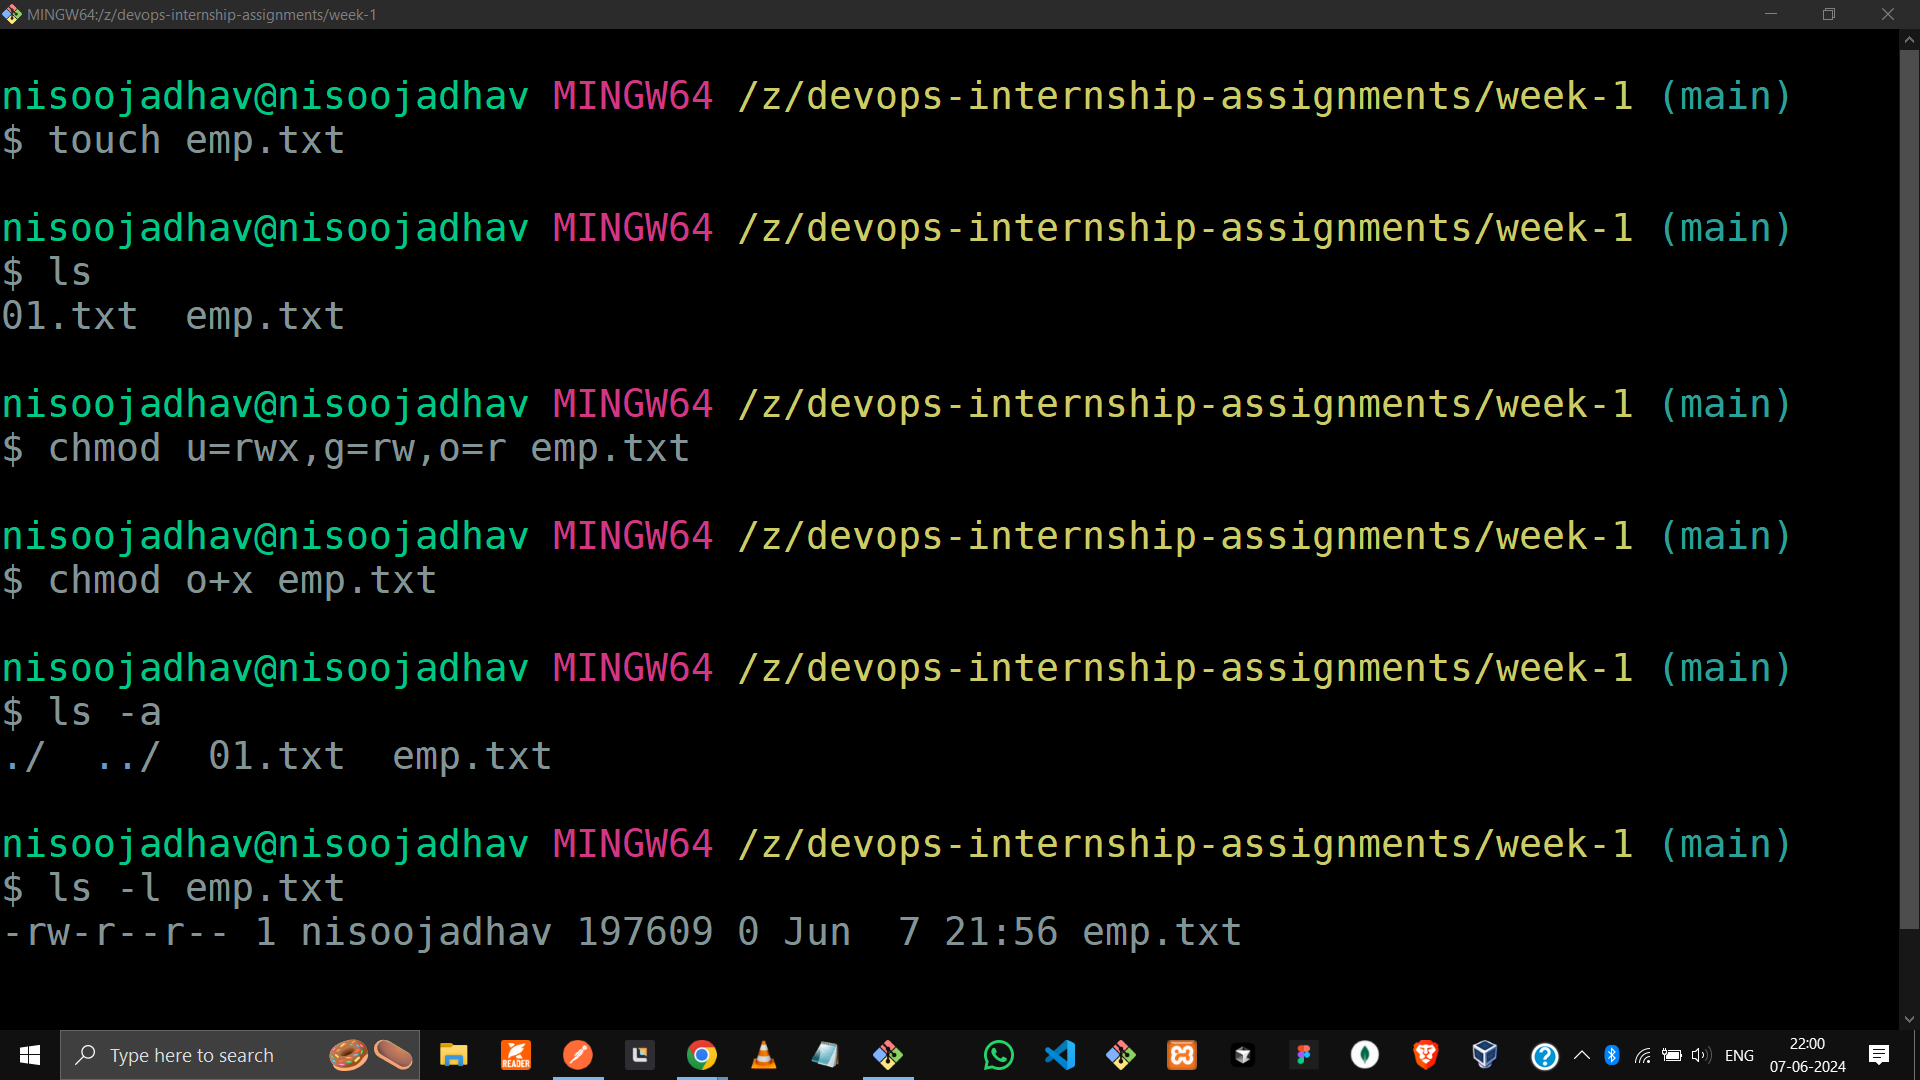 MINGW64:/z/devops-internship-assignments/week-1
nisoojadhav@nisoojadhav MINGW64 /z/devops-internship-assignments/week-1 (main)
$ touch emp.txt
nisoojadhav@nisoojadhav MINGW64 /z/devops-internship-assignments/week-1 (main)
$ ls
01.txt  emp.txt
nisoojadhav@nisoojadhav MINGW64 /z/devops-internship-assignments/week-1 (main)
$ chmod u=rwx,g=rw,o=r emp.txt
nisoojadhav@nisoojadhav MINGW64 /z/devops-internship-assignments/week-1 (main)
$ chmod o+x emp.txt
nisoojadhav@nisoojadhav MINGW64 /z/devops-internship-assignments/week-1 (main)
$ ls -a
./  ../  01.txt  emp.txt
nisoojadhav@nisoojadhav MINGW64 /z/devops-internship-assignments/week-1 (main)
$ ls -l emp.txt
-rw-r--r-- 1 nisoojadhav 197609 0 Jun  7 21:56 emp.txt
Type here to search
READER
ENG
22:00
07-06-2024